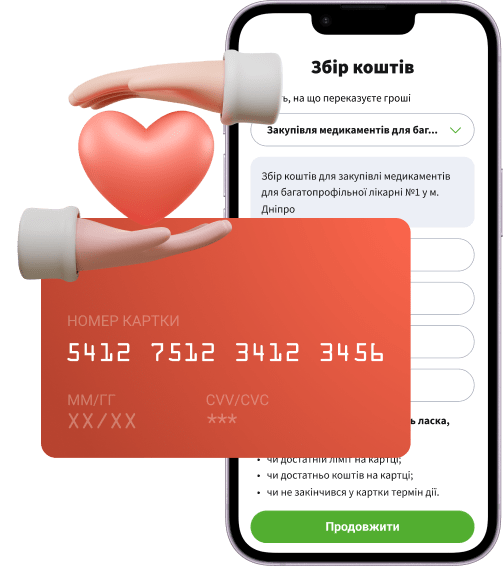 Збір коштів
на що переказуєте гроші
Закупівля медикаментів для баг...
Збір коштів для закупівлі медикаментів
для багатопрофільної лікарні №1 у м.
Дніпро
НОМЕР КАРТКИ
5412 7512 3412 3456
ММ/ГГ
CVV/CVC
XX/XX
***
ласка,
• чи достатній ліміт на картці;
• чи достатньо коштів на картці;
• чи не закінчився у картки термін дії.
Продовжити